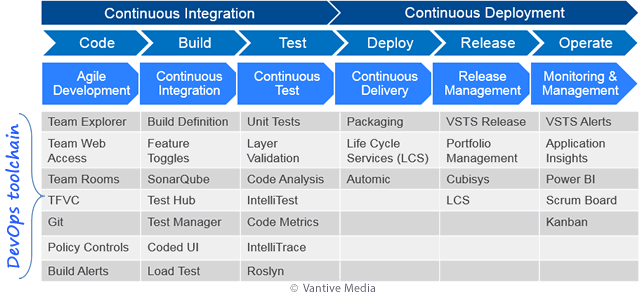 Continuous Integration Continuous Deployment
Code Build Test Deploy Release Operate
Agile Continuous Continuous Continuous Release Monitoring &
Development Integration Test Delivery Management Management
Team Explorer Build Definition Unit Tests Packaging VSTS Release VSTS Alerts
Team Web Feature Layer Life Cycle Portfolio Application
Access Toggles Validation Services (LCS) Management Insights
Team Rooms SonarQube Code Analysis Automic Cubisys Power BI
TFVC Test Hub IntelliTest LCS Scrum Board
Git Test Manager Code Metrics Kanban
Policy Controls Coded UI IntelliTrace
Build Alerts Load Test Roslyn
DevOps toolchain
© Vantive Media